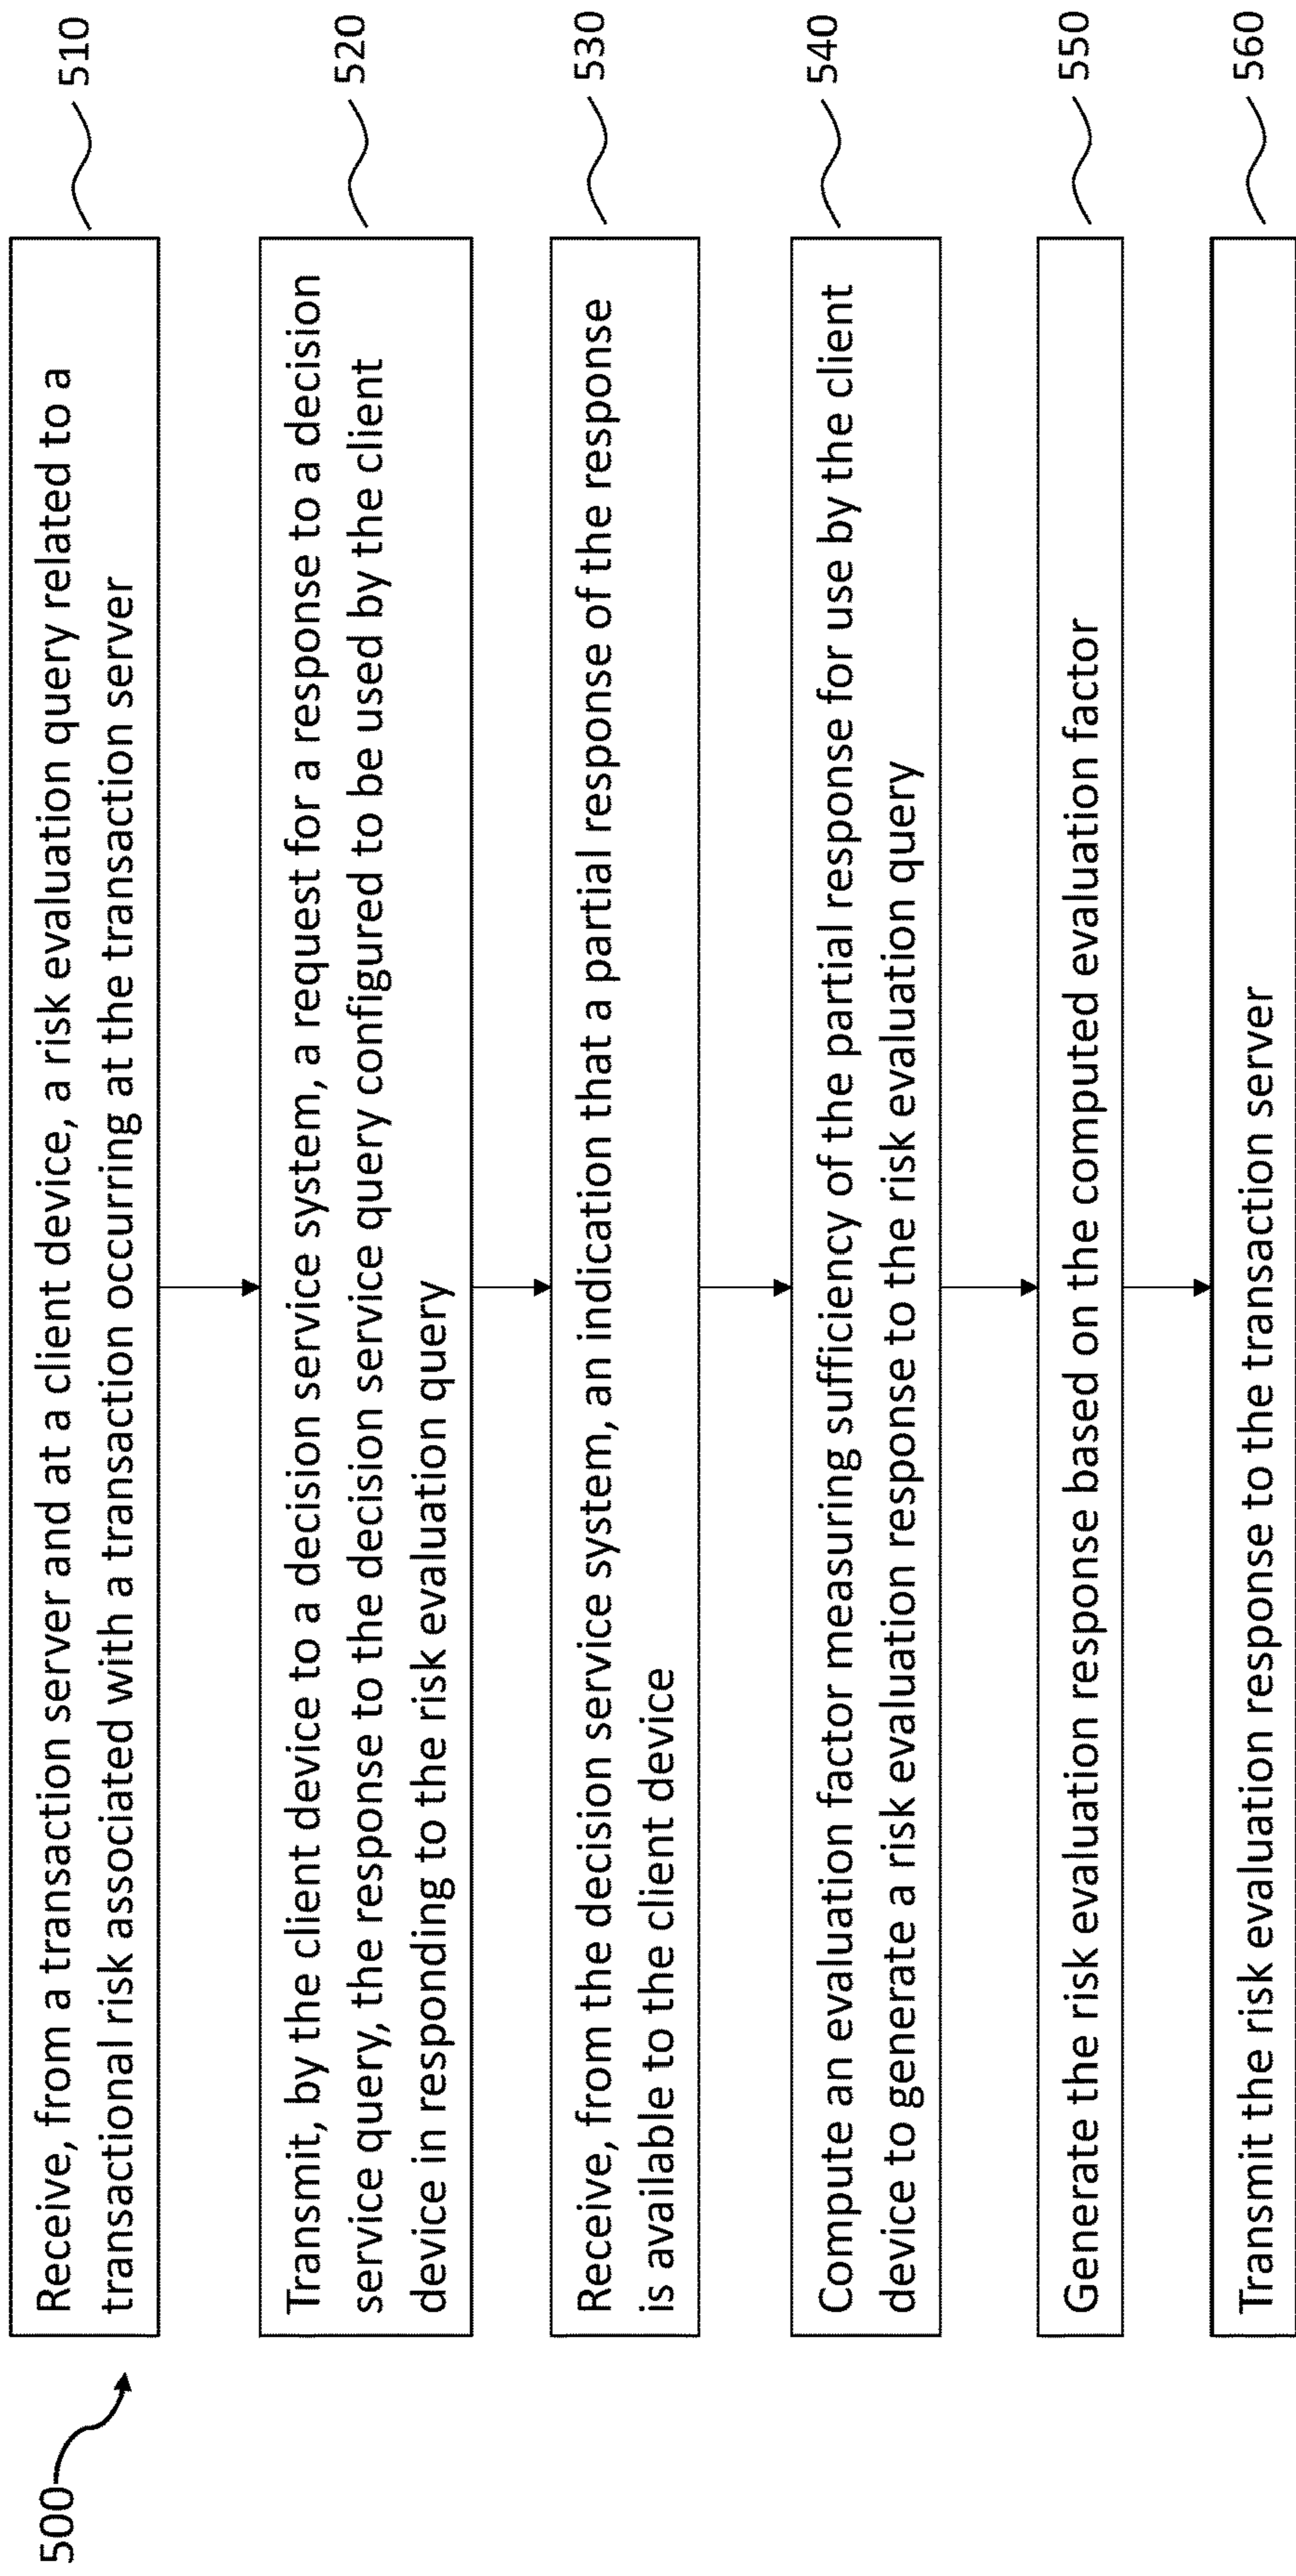 500
Receive, from a transaction server and at a client device, a risk evaluation query related to a
transactional risk associated with a transaction occurring at the transaction server
510
Transmit, by the client device to a decision service system, a request for a response to a decision
service query, the response to the decision service query configured to be used by the client
device in responding to the risk evaluation query
520
Receive, from the decision service system, an indication that a partial response of the response
is available to the client device
530
Compute an evaluation factor measuring sufficiency of the partial response for use by the client
device to generate a risk evaluation response to the risk evaluation query
540
Generate the risk evaluation response based on the computed evaluation factor
550
Transmit the risk evaluation response to the transaction server
560